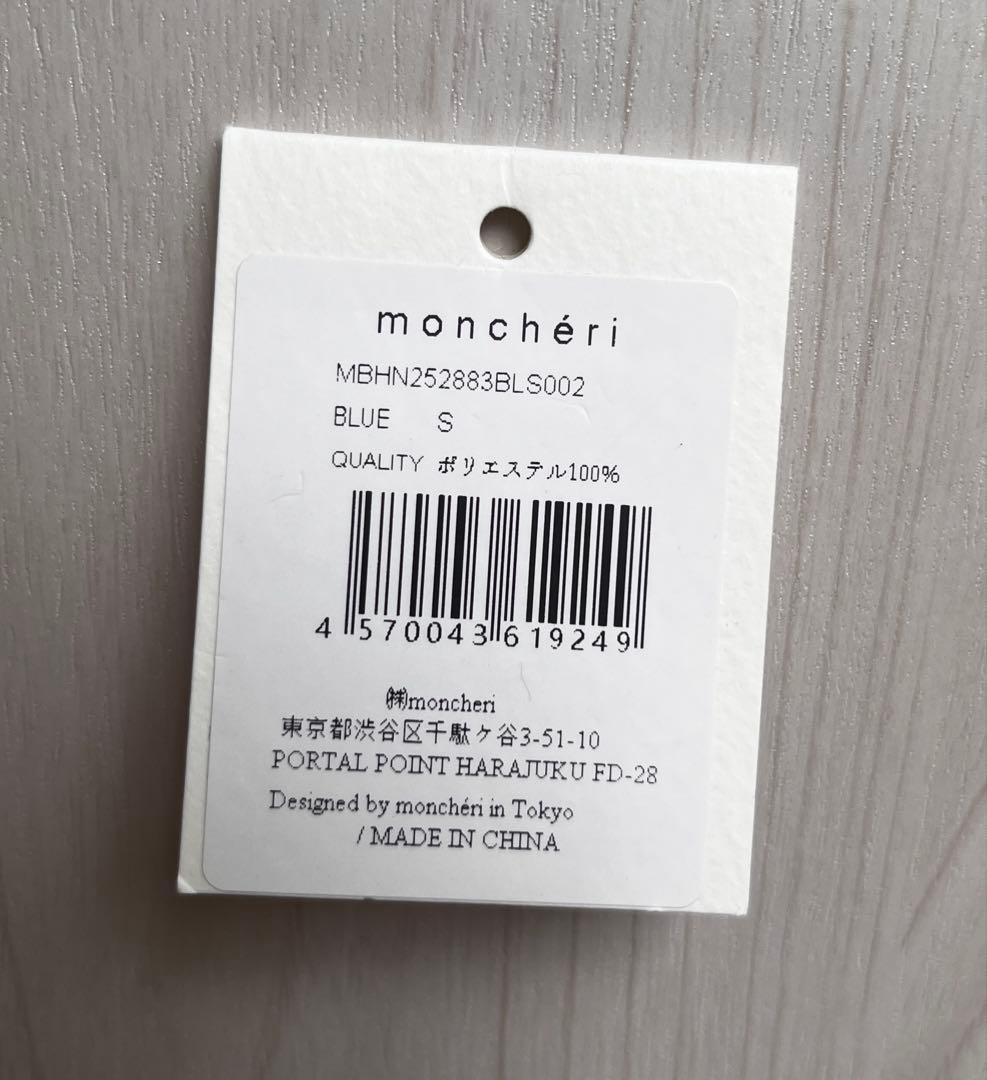 monchéri
MBHN252883BLS002
BLUE S
QUALITY ポリエステル100%
4 570043 619249
㈱moncheri
東京都渋谷区千駄ヶ谷3-51-10
PORTAL POINT HARAJUKU FD-28
Designed by monchéri in Tokyo
/ MADE IN CHINA